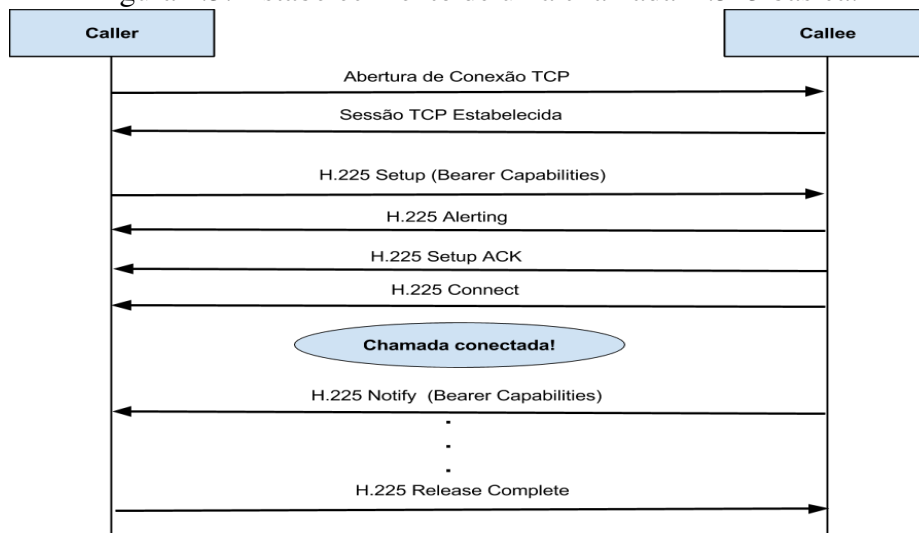 Caller
Callee
Abertura de Conexão TCP
Sessão TCP Estabelecida
H.225 Setup (Bearer Capabilities)
H.225 Alerting
H.225 Setup ACK
H.225 Connect
Chamada conectada!
H.225 Notify (Bearer Capabilities)
H.225 Release Complete